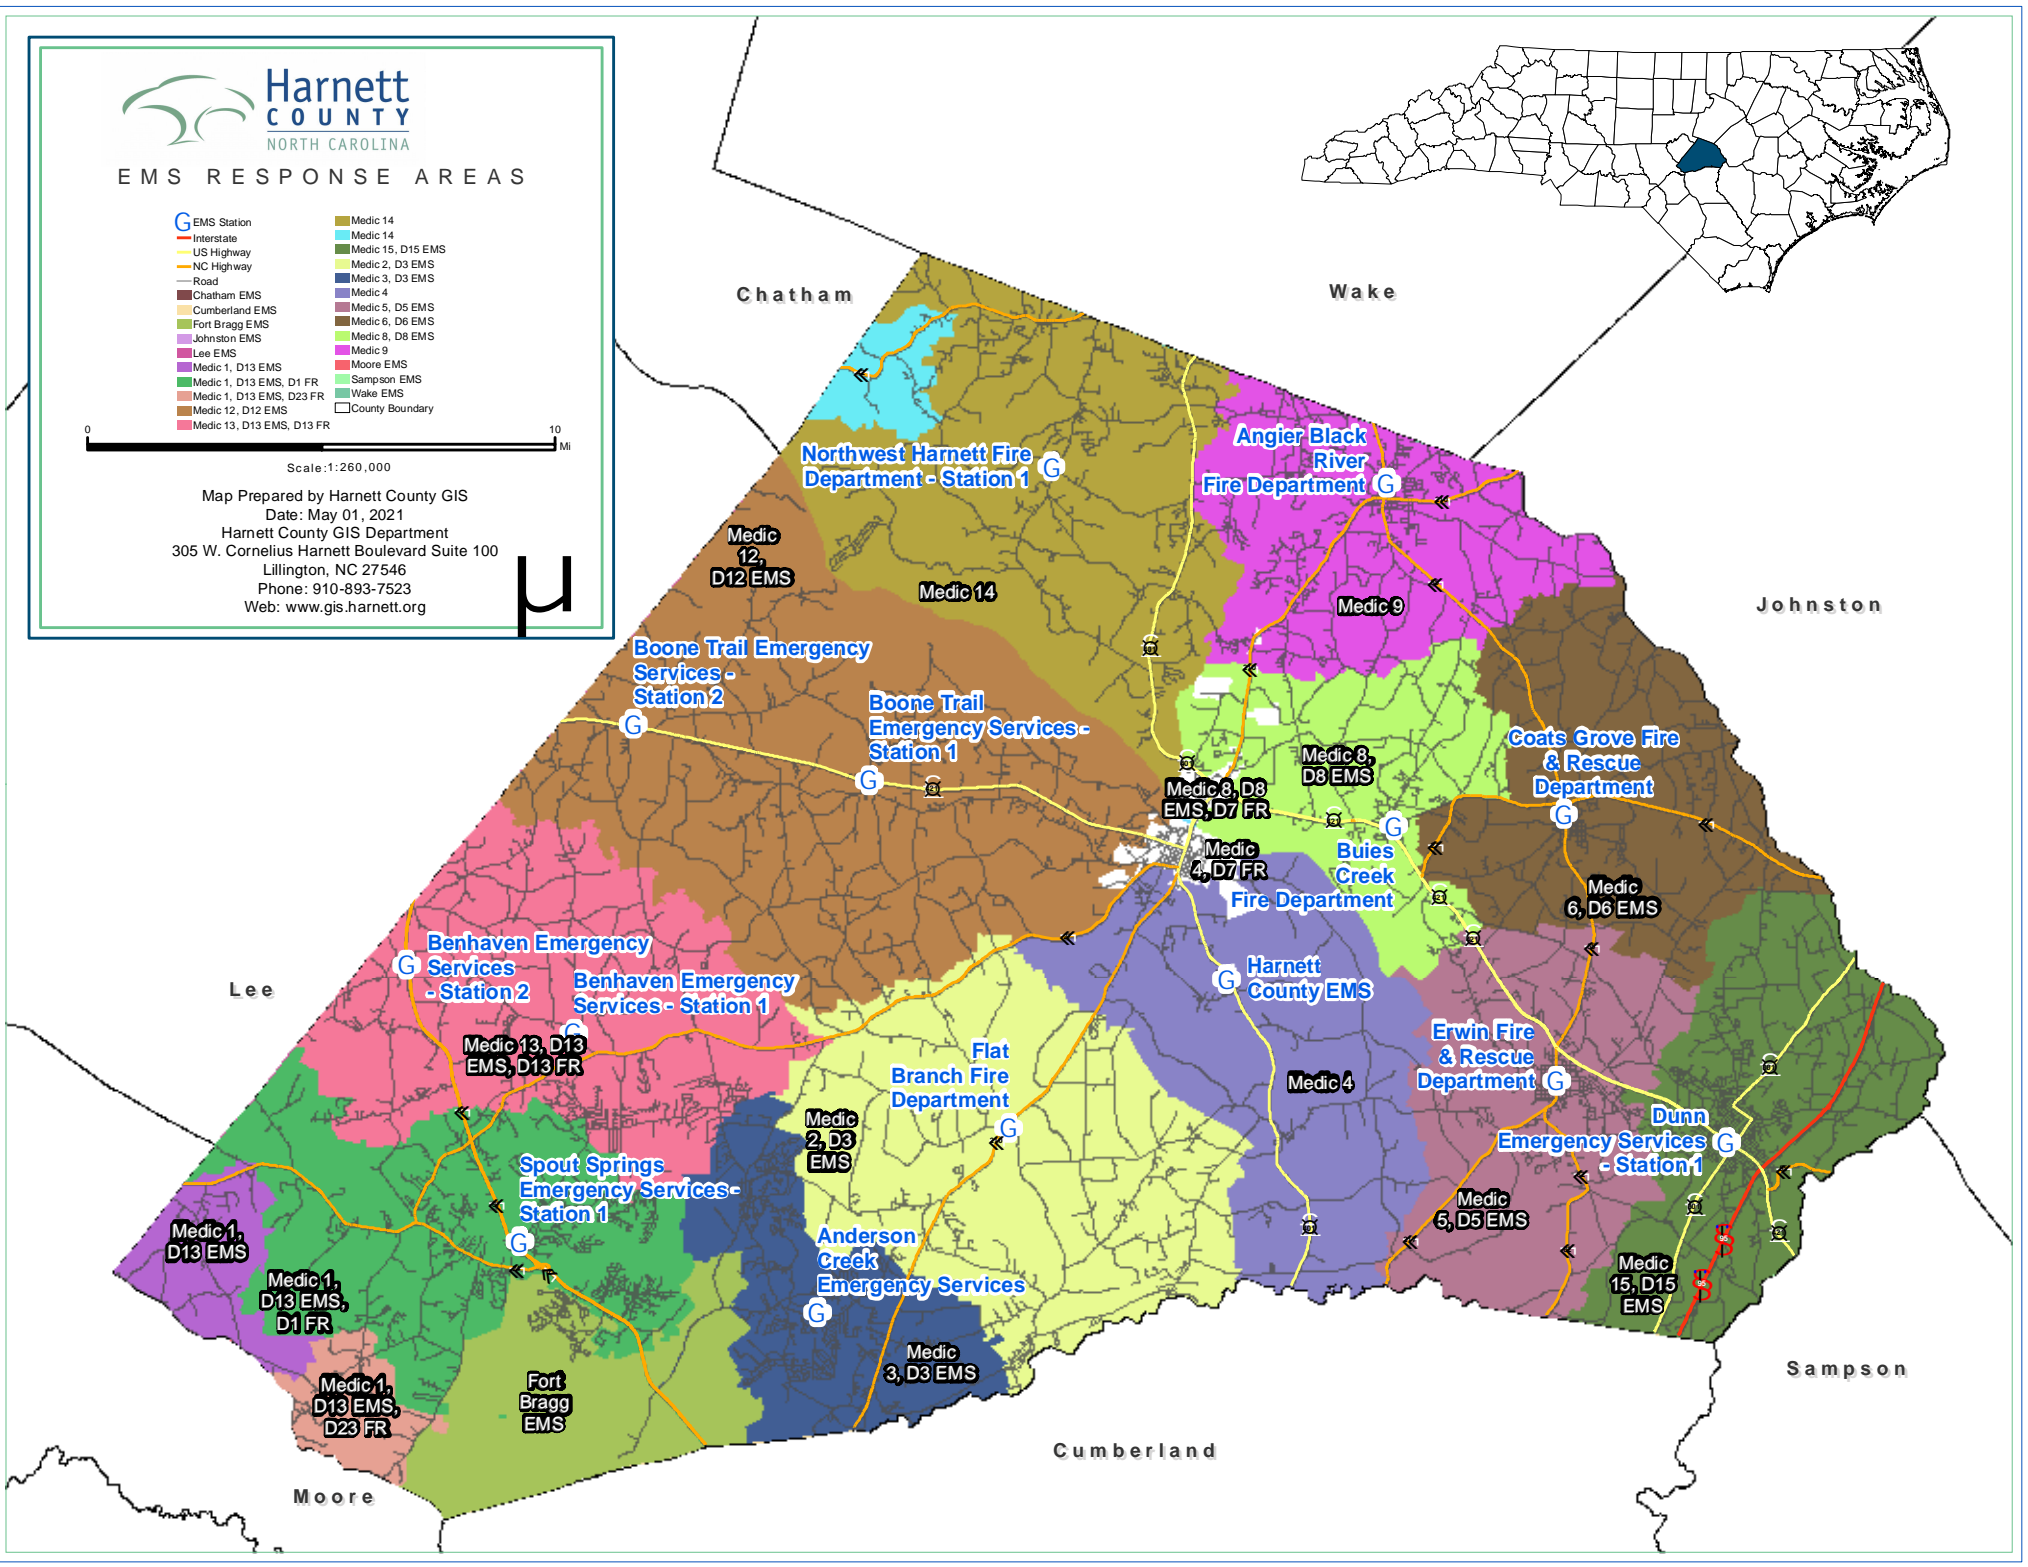 Harnett
COUNTY
NORTH CAROLINA
EMS RESPONSE AREAS
G EMS Station
Interstate
US Highway
NC Highway
Road
Chatham EMS
Cumberland EMS
Fort Bragg EMS
Johnston EMS
Lee EMS
Medic 1, D13 EMS
Medic 1, D13 EMS, D1 FR
Medic 1, D13 EMS, D23 FR
Medic 12, D12 EMS
Medic 13, D13 EMS, D13 FR
Medic 14
Medic 14
Medic 15, D15 EMS
Medic 2, D3 EMS
Medic 3, D3 EMS
Medic 4
Medic 5, D5 EMS
Medic 6, D6 EMS
Medic 8, D8 EMS
Medic 9
Moore EMS
Sampson EMS
Wake EMS
County Boundary
0 10
Mi
Scale:1:260,000
Map Prepared by Harnett County GIS
Date: May 01, 2021
Harnett County GIS Department
305 W. Cornelius Harnett Boulevard Suite 100
Lillington, NC 27546
Phone: 910-893-7523
Web: www.gis.harnett.org
µ
Chatham
Wake
Johnston
Lee
Moore
Cumberland
Sampson
Northwest Harnett Fire
Department - Station 1
G
Angier Black
River
Fire Department
G
Medic
12,
D12 EMS
Medic 14
Medic 9
Boone Trail Emergency
Services -
Station 2
G
Boone Trail
Emergency Services -
Station 1
G
Medic 8,
D8 EMS
Coats Grove Fire
& Rescue
Department
G
Medic 8, D8
EMS, D7 FR
Medic
4, D7 FR
G
Buies
Creek
Fire Department
Medic
6, D6 EMS
Benhaven Emergency
Services
- Station 2
G
Benhaven Emergency
Services - Station 1
G
Medic 13, D13
EMS, D13 FR
Harnett
County EMS
G
Erwin Fire
& Rescue
Department
G
Flat
Branch Fire
Department
G
Medic 4
Medic
2, D3
EMS
Dunn
Emergency Services
- Station 1
G
Spout Springs
Emergency Services -
Station 1
G
Medic
5, D5 EMS
Medic 1,
D13 EMS
Anderson
Creek
Emergency Services
G
Medic 1,
D13 EMS,
D1 FR
Medic
15, D15
EMS
Medic
3, D3 EMS
Medic 1,
D13 EMS,
D23 FR
Fort
Bragg
EMS
95
95